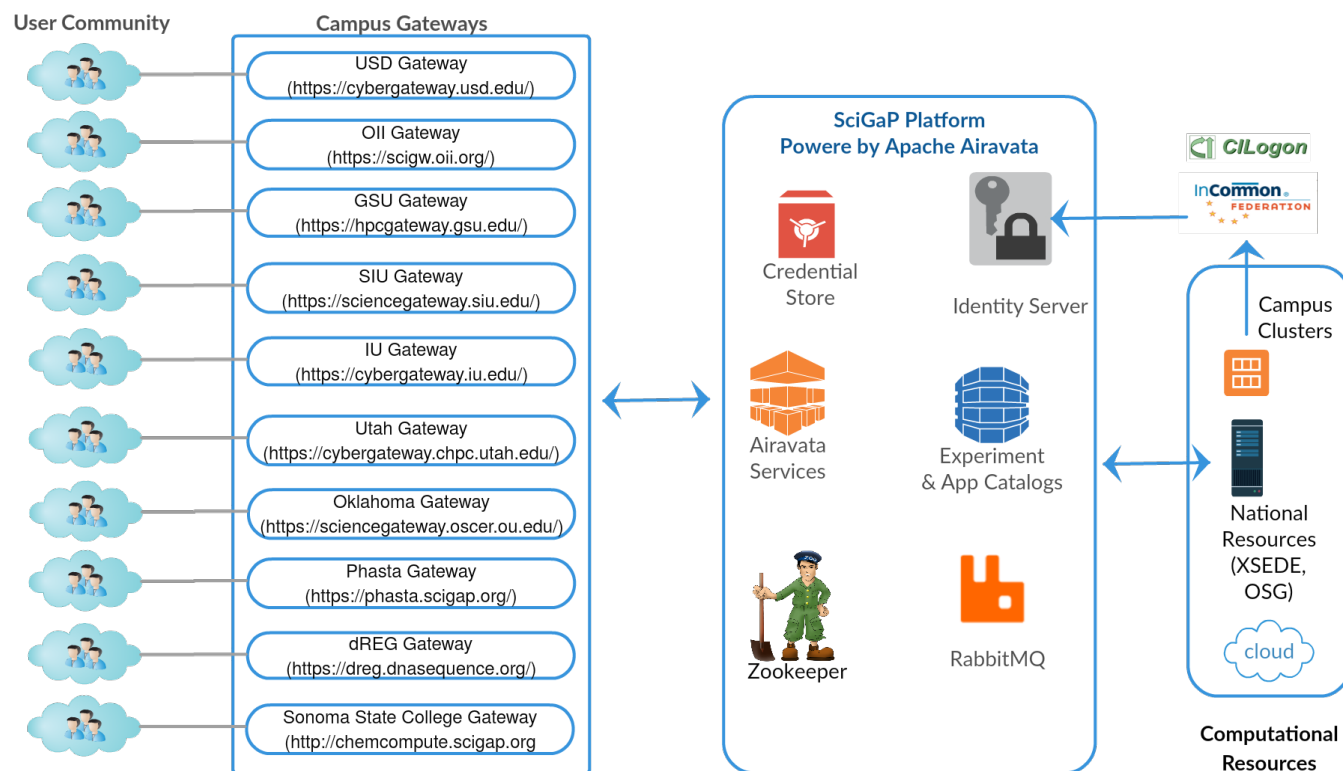 User Community
Campus Gateways
USD Gateway
(https://cybergateway.usd.edu/)
OII Gateway
(https://scigw.oii.org/)
GSU Gateway
(https://hpcgateway.gsu.edu/)
SIU Gateway
(https://sciencegateway.siu.edu/)
IU Gateway
(https://cybergateway.iu.edu/)
Utah Gateway
(https://cybergateway.chpc.utah.edu/)
Oklahoma Gateway
(https://sciencegateway.oscer.ou.edu/)
Phasta Gateway
(https://phasta.scigap.org/)
dREG Gateway
(https://dreg.dnasequence.org/)
Sonoma State College Gateway
(http://chemcompute.scigap.org
SciGaP Platform
Powere by Apache Airavata
Credential
Store
Identity Server
Airavata
Services
Experiment
& App Catalogs
ZOO
Zookeeper
RabbitMQ
CILogon
InCommon®
FEDERATION
Campus
Clusters
National
Resources
(XSEDE,
OSG)
cloud
Computational
Resources